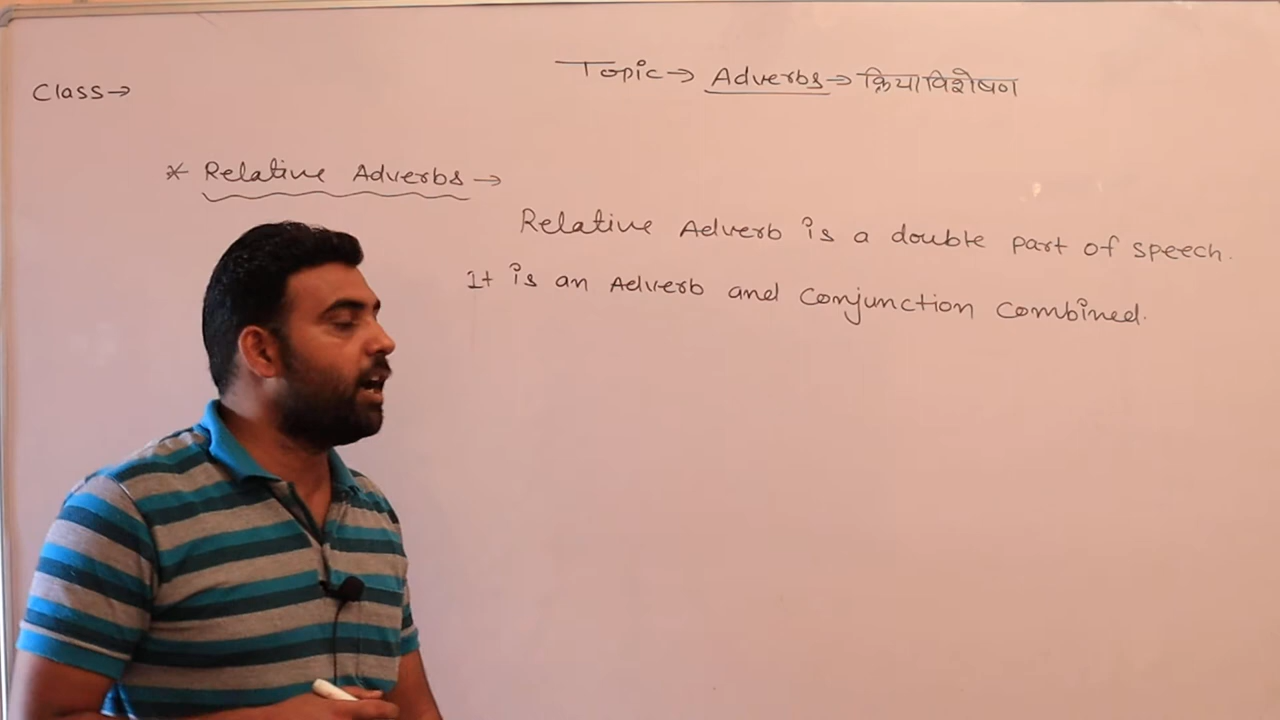 Topic → Adverbs → क्रियाविशेषण
Class →
* Relative Adverbs →
Relative Adverb is a double part of speech.
It is an Adverb and Conjunction Combined.